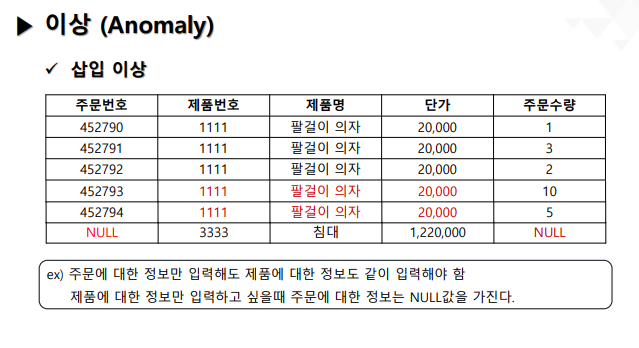 ▶ 이상 (Anomaly)
✓ 삽입 이상
주문번호 제품번호 제품명 단가 주문수량
452790 1111 팔걸이 의자 20,000 1
452791 1111 팔걸이 의자 20,000 3
452792 1111 팔걸이 의자 20,000 2
452793 1111 팔걸이 의자 20,000 10
452794 1111 팔걸이 의자 20,000 5
NULL 3333 침대 1,220,000 NULL
ex) 주문에 대한 정보만 입력해도 제품에 대한 정보도 같이 입력해야 함
제품에 대한 정보만 입력하고 싶을때 주문에 대한 정보는 NULL값을 가진다.